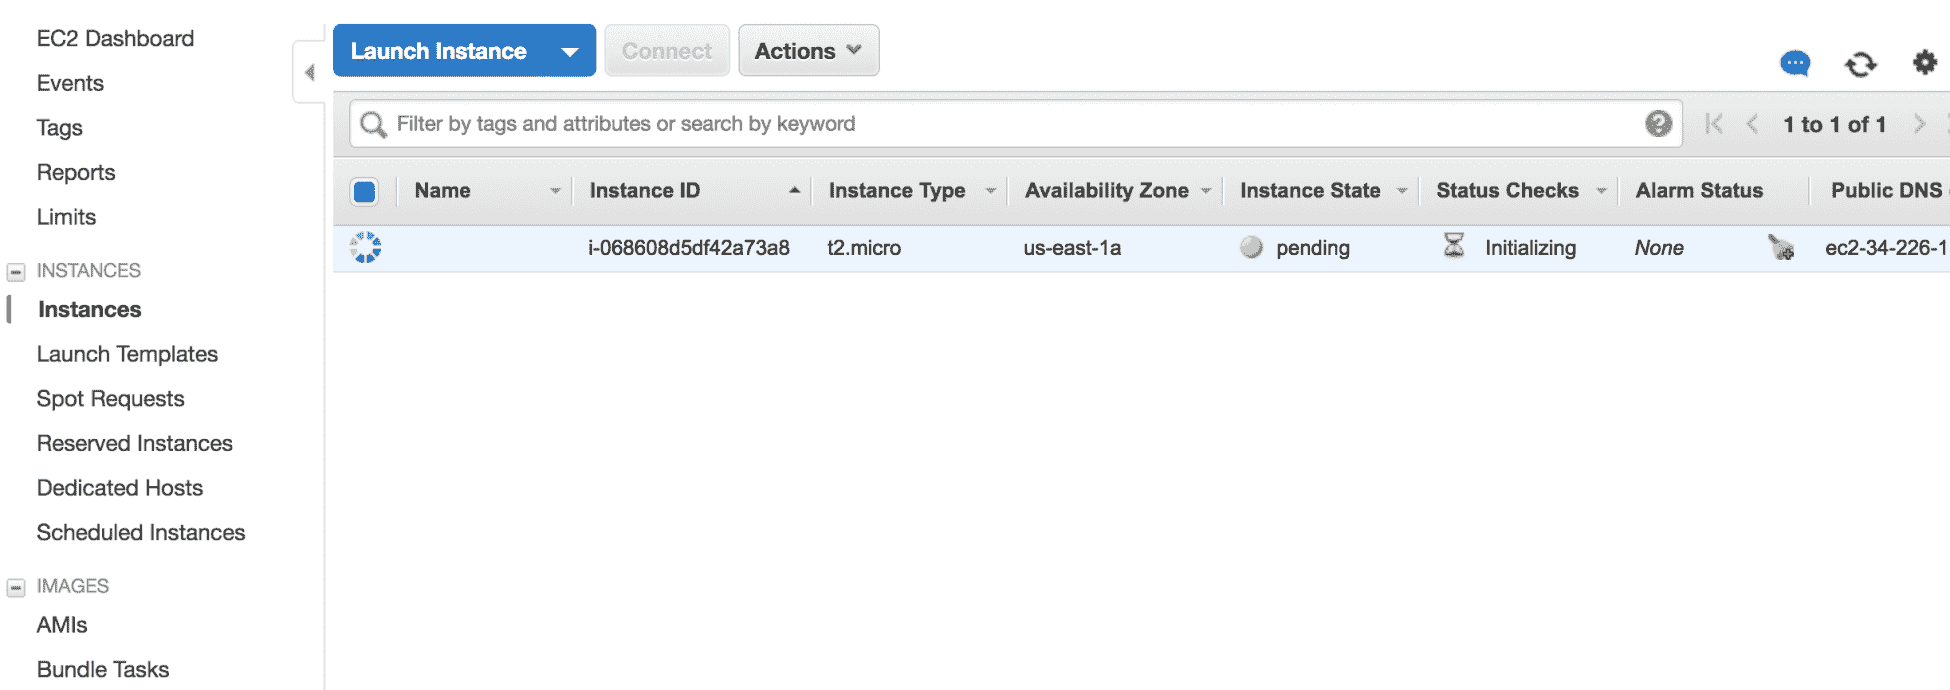 EC2 Dashboard
Events
Tags
Reports
Limits
INSTANCES
Instances
Launch Templates
Spot Requests
Reserved Instances
Dedicated Hosts
Scheduled Instances
IMAGES
AMIs
Bundle Tasks
Launch Instance Connect Actions
Filter by tags and attributes or search by keyword 1 to 1 of 1
Name Instance ID Instance Type Availability Zone Instance State Status Checks Alarm Status Public DNS
i-068608d5df42a73a8 t2.micro us-east-1a pending Initializing None ec2-34-226-1